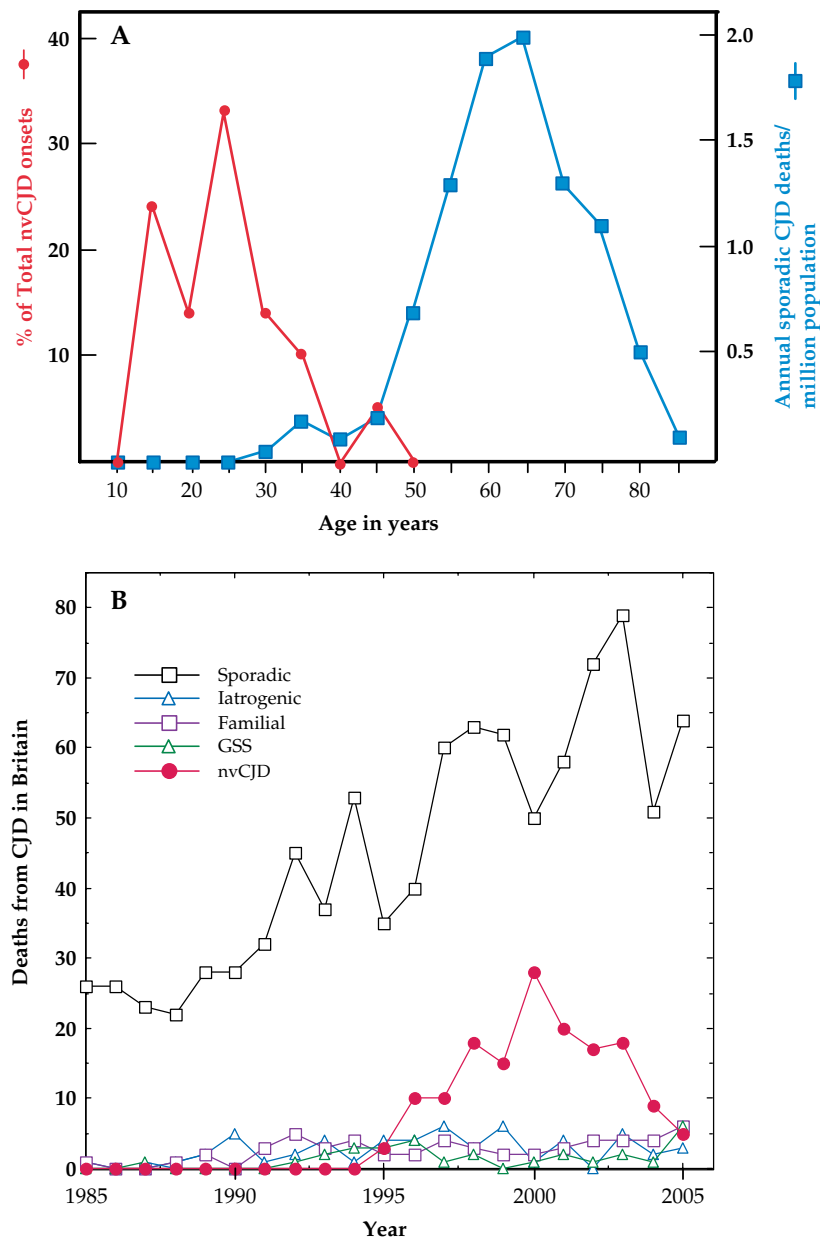 A
% of Total nvCJD onsets
40
30
20
10
2.0
1.5
1.0
0.5
Annual sporadic CJD deaths/
million population
10 20 30 40 50 60 70 80
Age in years
B
Deaths from CJD in Britain
80
70
60
50
40
30
20
10
0
Sporadic
Iatrogenic
Familial
GSS
nvCJD
1985 1990 1995 2000 2005
Year